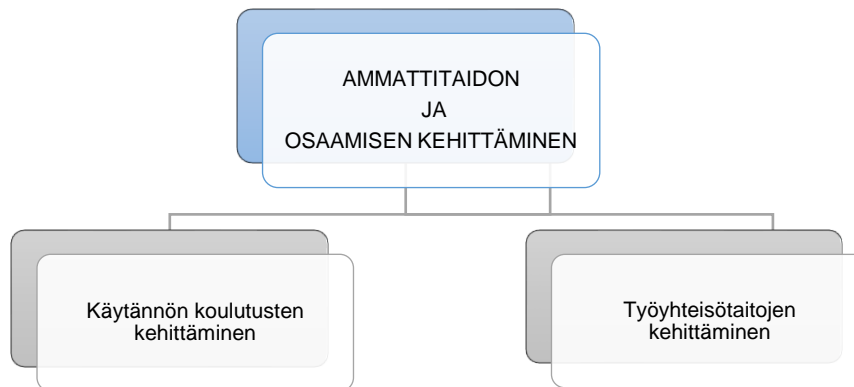 AMMATTITAIDON
JA
OSAAMISEN KEHITTÄMINEN
Käytännön koulutusten
kehittäminen
Työyhteisötaitojen
kehittäminen